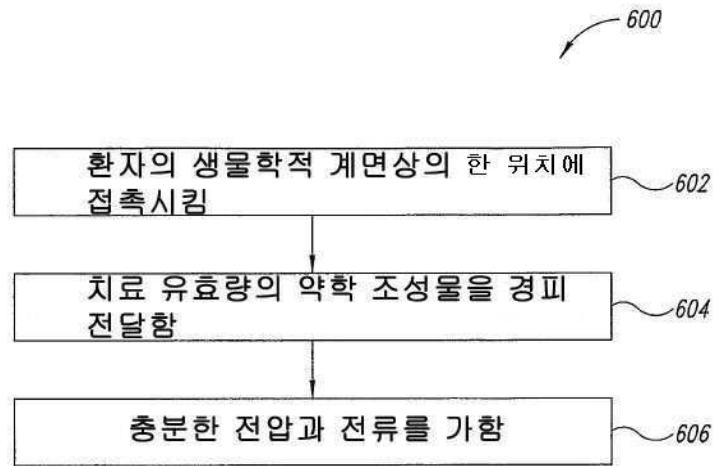 600
환자의 생물학적 계면상의 한 위치에
접촉시킴
602
치료 유효량의 약학 조성물을 경피
전달함
604
충분한 전압과 전류를 가함
606